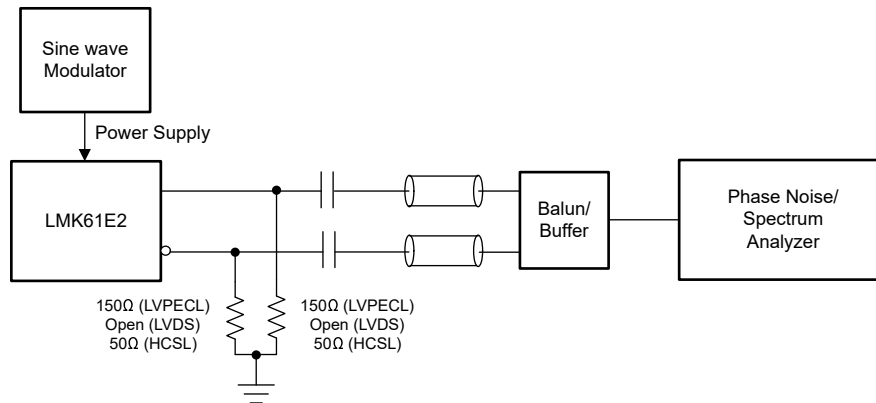 Sine wave
Modulator
Power Supply
LMK61E2
Balun/
Buffer
Phase Noise/
Spectrum
Analyzer
150Ω (LVPECL)
Open (LVDS)
50Ω (HCSL)
150Ω (LVPECL)
Open (LVDS)
50Ω (HCSL)